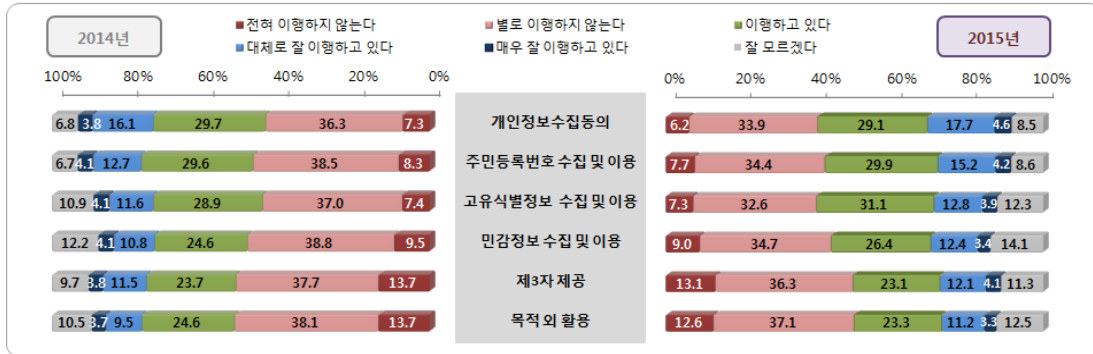 2014년
전혀 이행하지 않는다 별로 이행하지 않는다 이행하고 있다
대체로 잘 이행하고 있다 매우 잘 이행하고 있다 잘 모르겠다
2015년
100% 80% 60% 40% 20% 0% 0% 20% 40% 60% 80% 100%
6.8 3.8 16.1 29.7 36.3 7.3 개인정보수집동의 6.2 33.9 29.1 17.7 4.6 8.5
6.7 4.1 12.7 29.6 38.5 8.3 주민등록번호 수집 및 이용 7.7 34.4 29.9 15.2 4.2 8.6
10.9 4.1 11.6 28.9 37.0 7.4 고유식별정보 수집 및 이용 7.3 32.6 31.1 12.8 3.9 12.3
12.2 4.1 10.8 24.6 38.8 9.5 민감정보 수집 및 이용 9.0 34.7 26.4 12.4 3.4 14.1
9.7 3.8 11.5 23.7 37.7 13.7 제3자 제공 13.1 36.3 23.1 12.1 4.1 11.3
10.5 3.7 9.5 24.6 38.1 13.7 목적 외 활용 12.6 37.1 23.3 11.2 3.3 12.5